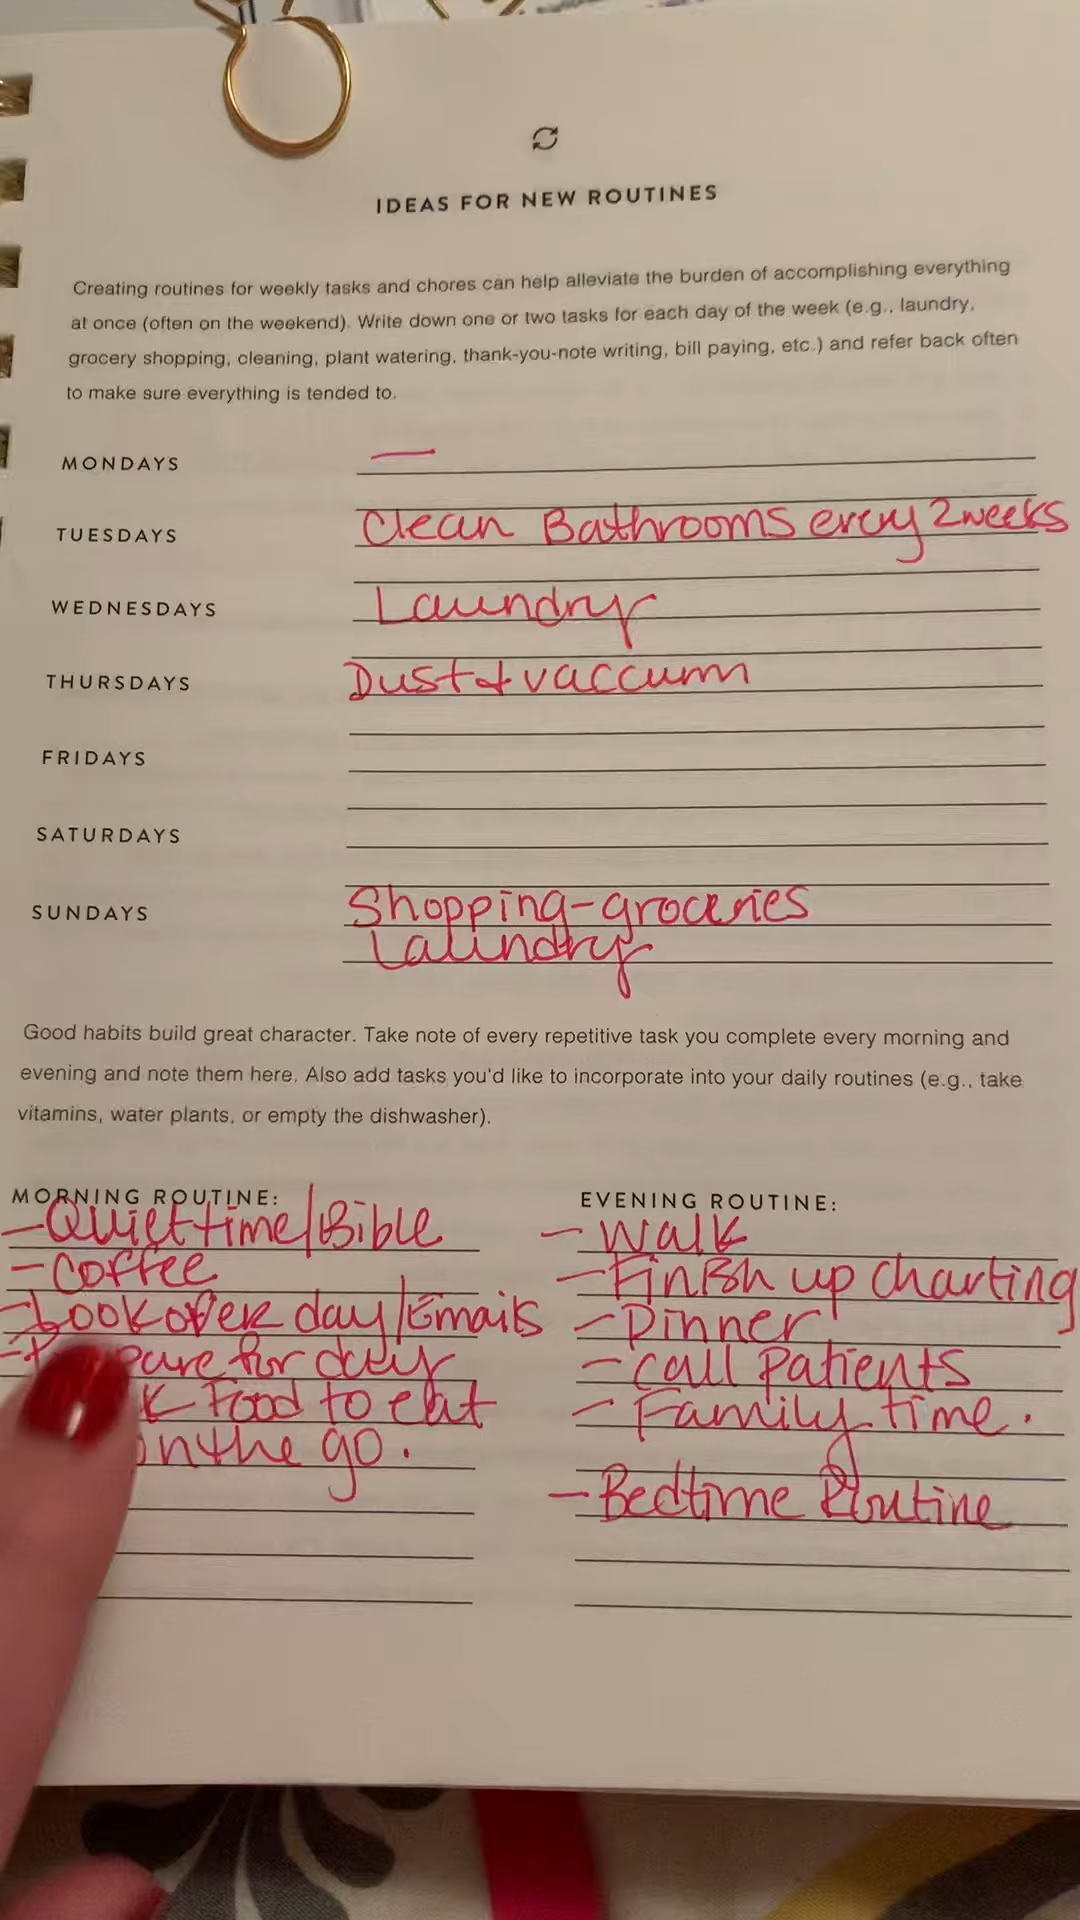 IDEAS FOR NEW ROUTINES
Creating routines for weekly tasks and chores can help alleviate the burden of accomplishing everything
at once (often on the weekend). Write down one or two tasks for each day of the week (e.g., laundry,
grocery shopping, cleaning, plant watering, thank-you-note writing, bill paying, etc.) and refer back often
to make sure everything is tended to.
MONDAYS —
TUESDAYS Clean Bathrooms every 2 weeks
WEDNESDAYS Laundry
THURSDAYS Dust + vaccum
FRIDAYS
SATURDAYS
SUNDAYS Shopping-groceries
Laundry
Good habits build great character. Take note of every repetitive task you complete every morning and
evening and note them here. Also add tasks you'd like to incorporate into your daily routines (e.g., take
vitamins, water plants, or empty the dishwasher).
MORNING ROUTINE:
- Quiet time/Bible
- Coffee
- Look over day/Emails
for day
Food to eat
the go.
EVENING ROUTINE:
- Walk
- Finish up charting
- Dinner
- call patients
- Family time.
- Bedtime Routine